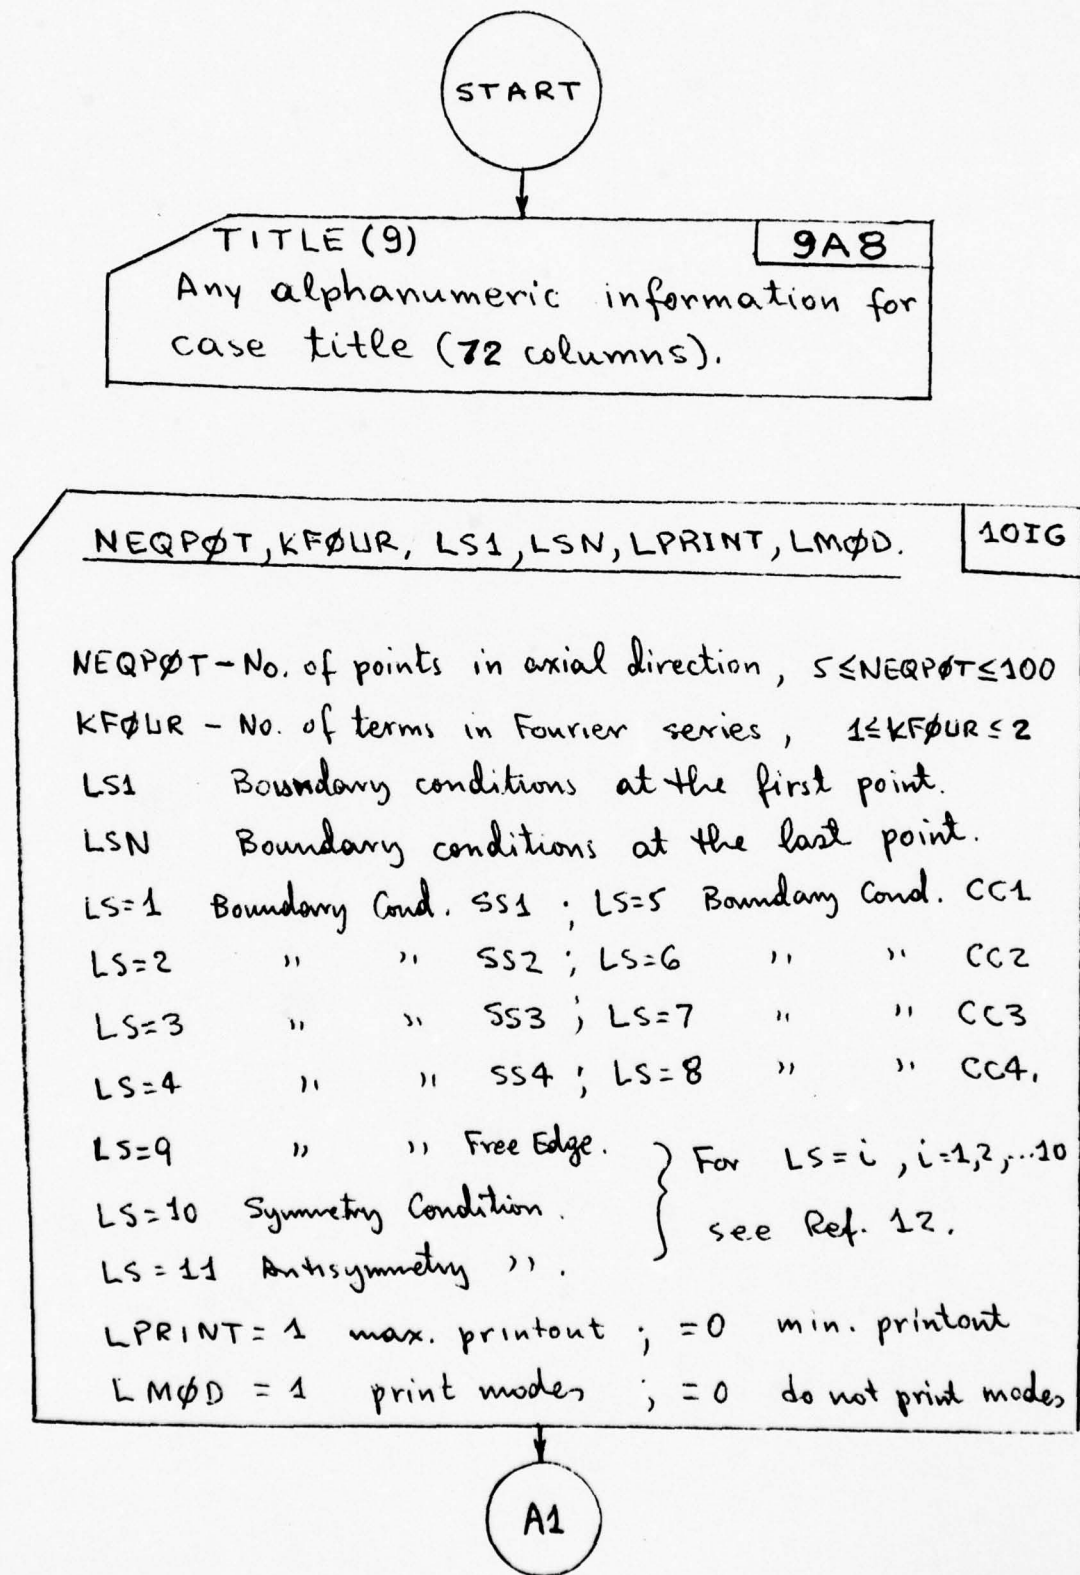 START
TITLE (9) 9A8
Any alphanumeric information for
case title (72 columns).
NEQPØT, KFØUR, LS1, LSN, LPRINT, LMØD. 10I6
NEQPØT - No. of points in axial direction, 5≤NEQPØT≤100
KFØUR - No. of terms in Fourier series, 1≤KFØUR≤2
LS1 Boundary conditions at the first point.
LSN Boundary conditions at the last point.
LS=1 Boundary Cond. SS1 ; LS=5 Boundary Cond. CC1
LS=2 " " SS2 ; LS=6 " " CC2
LS=3 " " SS3 ; LS=7 " " CC3
LS=4 " " SS4 ; LS=8 " " CC4.
LS=9 " " Free Edge. } For LS=i, i=1,2,...10
LS=10 Symmetry Condition. see Ref. 12.
LS=11 Antisymmetry ".
LPRINT=1 max. printout ; =0 min. printout
LMØD =1 print modes ; =0 do not print modes
A1